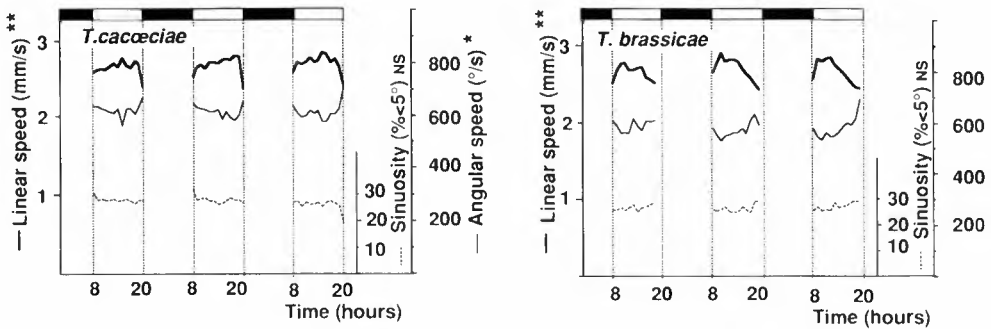 T.cacœciae
— Linear speed (mm/s) **
3
2
1
8 20 8 20 8 20
Time (hours)
30
20
10
Sinuosity (%<5°) NS
800
600
400
200
— Angular speed (°/s) *
T. brassicae
— Linear speed (mm/s) **
3
2
1
8 20 8 20 8 20
Time (hours)
30
20
10
Sinuosity (%<5°) NS
800
600
400
200